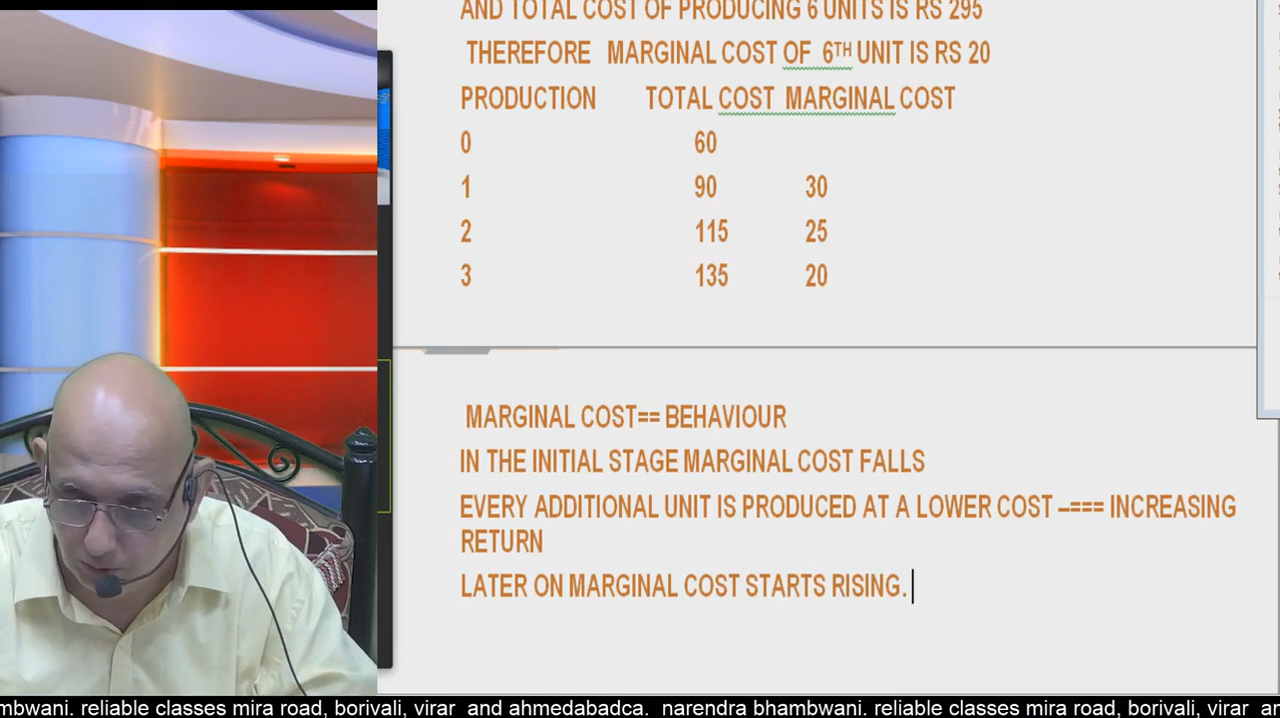 AND TOTAL COST OF PRODUCING 6 UNITS IS RS 295
THEREFORE MARGINAL COST OF 6TH UNIT IS RS 20
PRODUCTION TOTAL COST MARGINAL COST
0 60
1 90 30
2 115 25
3 135 20
MARGINAL COST== BEHAVIOUR
IN THE INITIAL STAGE MARGINAL COST FALLS
EVERY ADDITIONAL UNIT IS PRODUCED AT A LOWER COST –=== INCREASING
RETURN
LATER ON MARGINAL COST STARTS RISING.
mbwani. reliable classes mira road, borivali, virar and ahmedabadca. narendra bhambwani. reliable classes mira road, borivali, virar ar